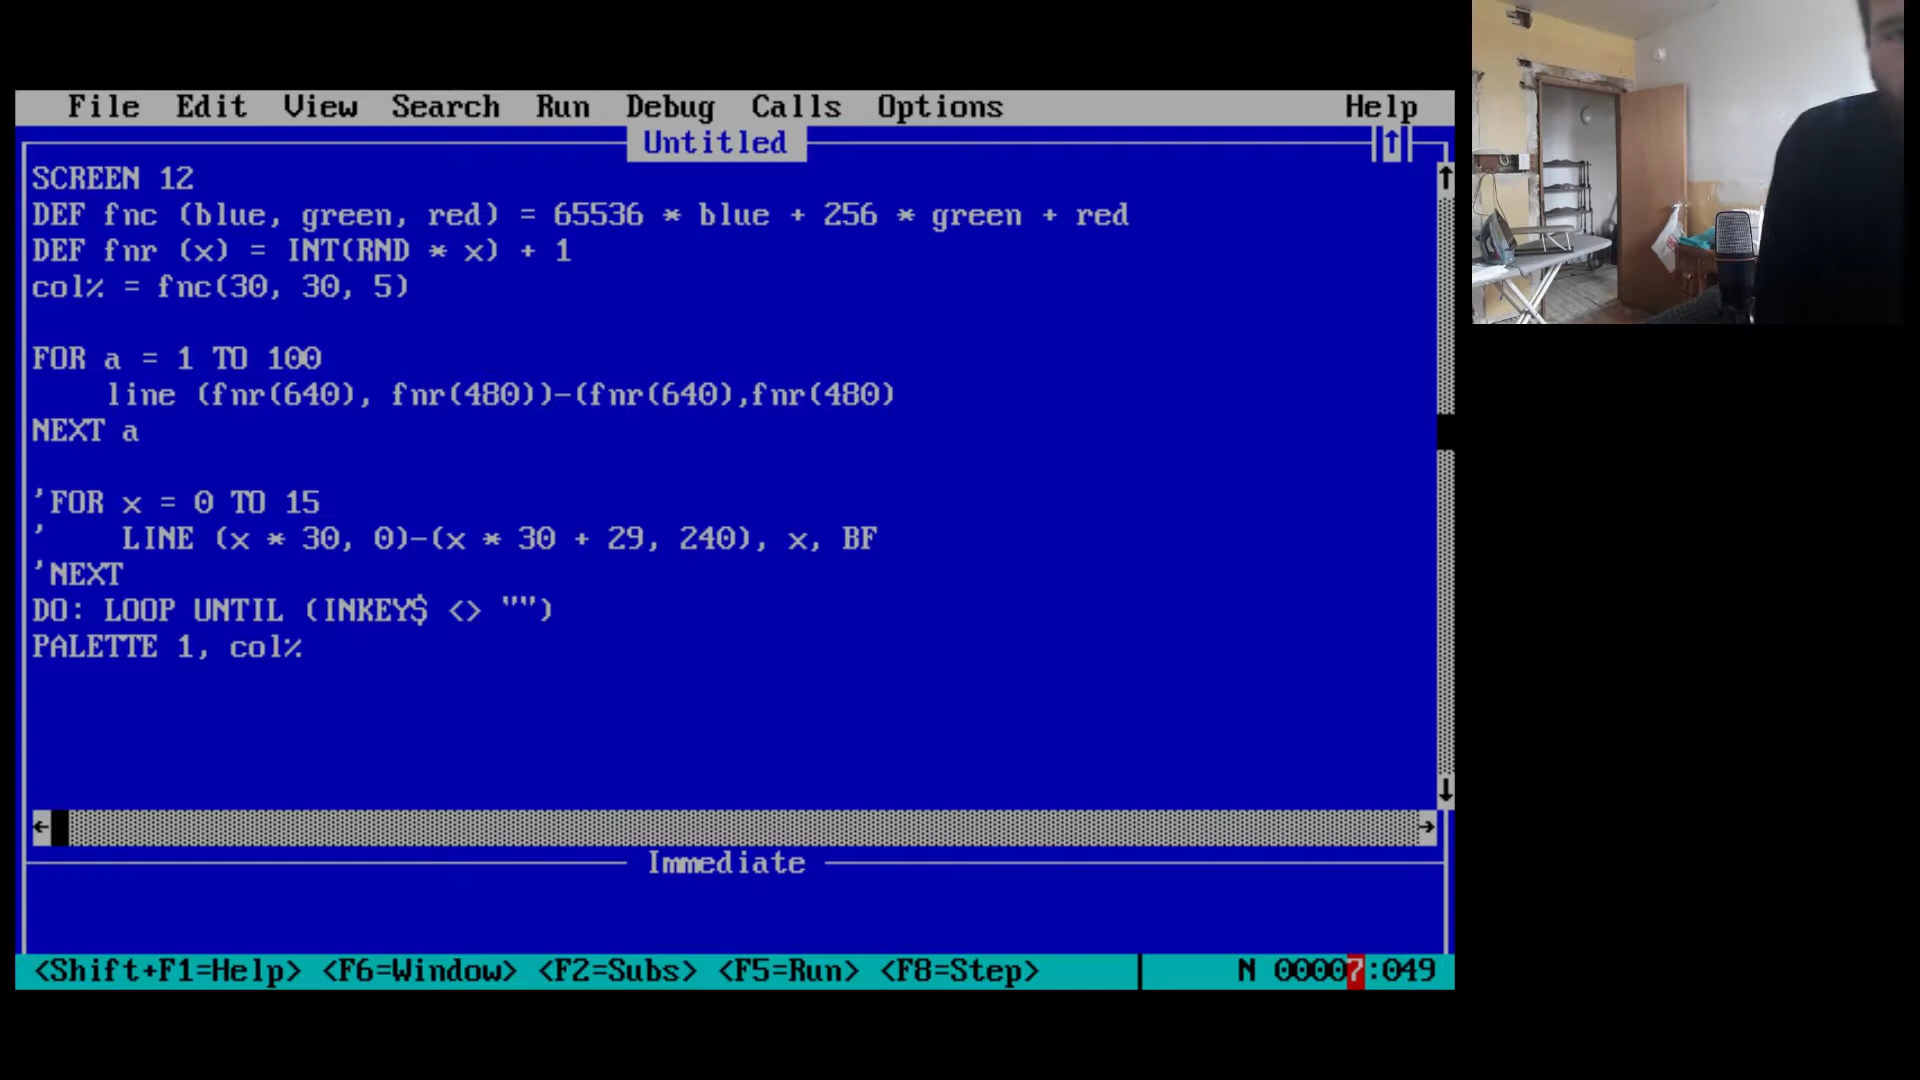 File Edit View Search Run Debug Calls Options Help
Untitled
SCREEN 12
DEF fnc (blue, green, red) = 65536 * blue + 256 * green + red
DEF fnr (x) = INT(RND * x) + 1
col% = fnc(30, 30, 5)
FOR a = 1 TO 100
line (fnr(640), fnr(480))-(fnr(640),fnr(480)
NEXT a
'FOR x = 0 TO 15
' LINE (x * 30, 0)-(x * 30 + 29, 240), x, BF
'NEXT
DO: LOOP UNTIL (INKEY$ <> "")
PALETTE 1, col%
Immediate
<Shift+F1=Help> <F6=Window> <F2=Subs> <F5=Run> <F8=Step> N 00007:049